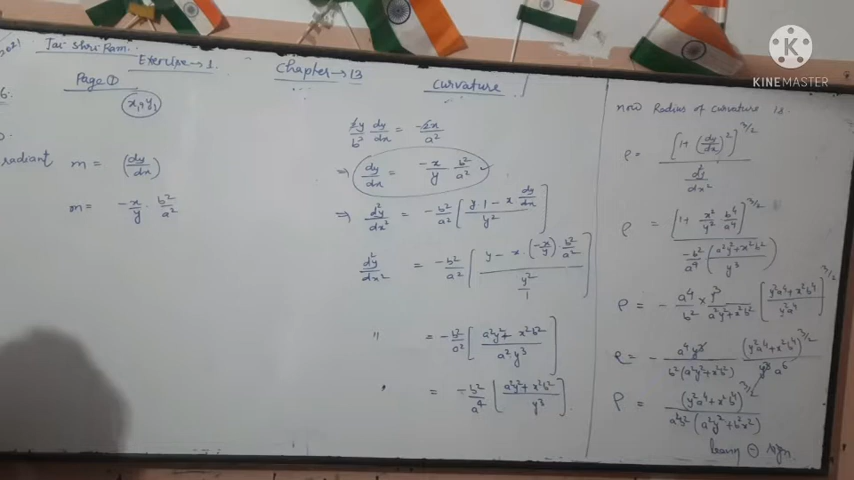 Jai Shri Ram.
Exercise→1
Chapter→13
Curvature
Page①
x, y
radiant m = (dy/dx)
m = -x/y · b²/a²
2y/b² dy/dx = -2x/a²
⇒ dy/dx = -x/y · b²/a²
⇒ d²y/dx² = -b²/a² [y·1 - x dy/dx / y²]
d²y/dx² = -b²/a² [y - x·(-x/y) b²/a² / y²/1]
" = -b²/a² [a²y² + x²b² / a²y³]
" = -b²/a⁴ [a²y² + x²b² / y³]
now Radius of curvature is
ρ = [1 + (dy/dx)²]^3/2 / d²y/dx²
ρ = [1 + x²/y² b⁴/a⁴]^3/2 / -b²/a⁴ (a²y² + x²b² / y³)
ρ = - a⁴/b² × y³/a²y² + x²b² [y²a⁴ + x²b⁴ / y²a⁴]^3/2
ρ = - a⁴y³ / b²(a²y² + x²b²) (y²a⁴ + x²b⁴)^3/2 / y³a⁶
ρ = (y²a⁴ + x²b⁴)^3/2 / a²b²(a²y² + b²x²)
KINEMASTER